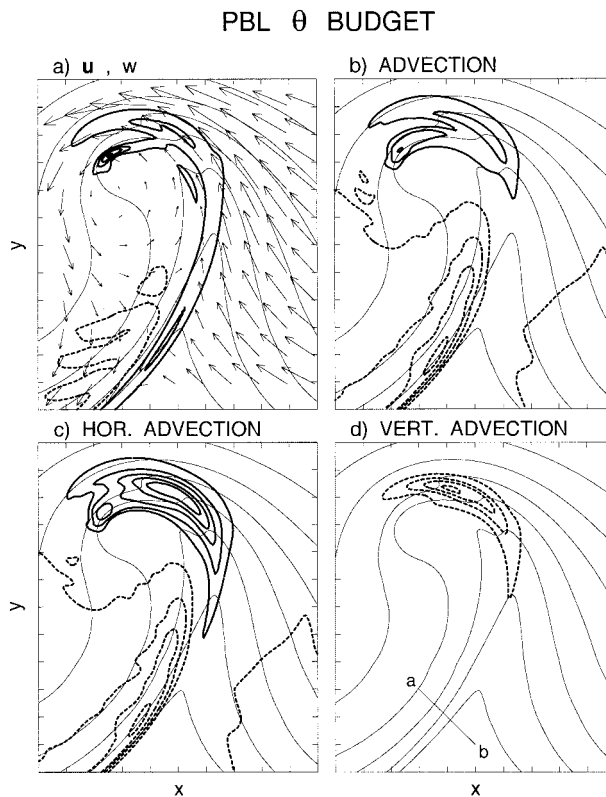 PBL θ BUDGET
a) u , w
b) ADVECTION
y
c) HOR. ADVECTION
d) VERT. ADVECTION
y
a
b
x
x